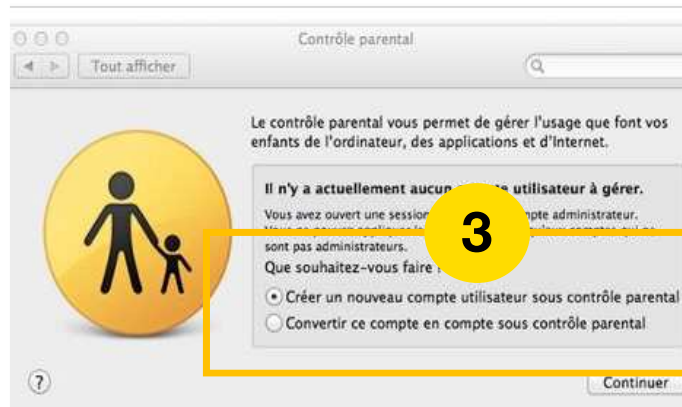 Contrôle parental
Tout afficher
Le contrôle parental vous permet de gérer l'usage que font vos
enfants de l'ordinateur, des applications et d'Internet.
Il n'y a actuellement aucun utilisateur à gérer.
Vous avez ouvert une session administrateur.
3
sont pas administrateurs.
Que souhaitez-vous faire
Créer un nouveau compte utilisateur sous contrôle parental
Convertir ce compte en compte sous contrôle parental
?
Continuer